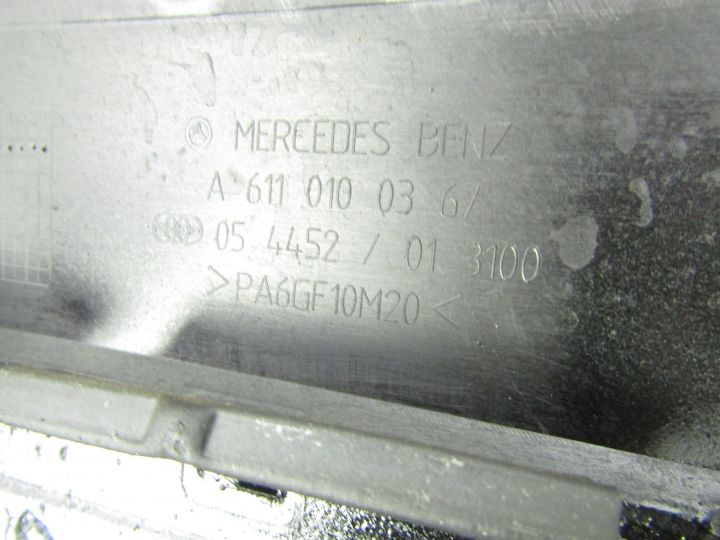 MERCEDES BENZ
A 611 010 03 67
05 4452 / 01 3100
>PA6GF10M20<